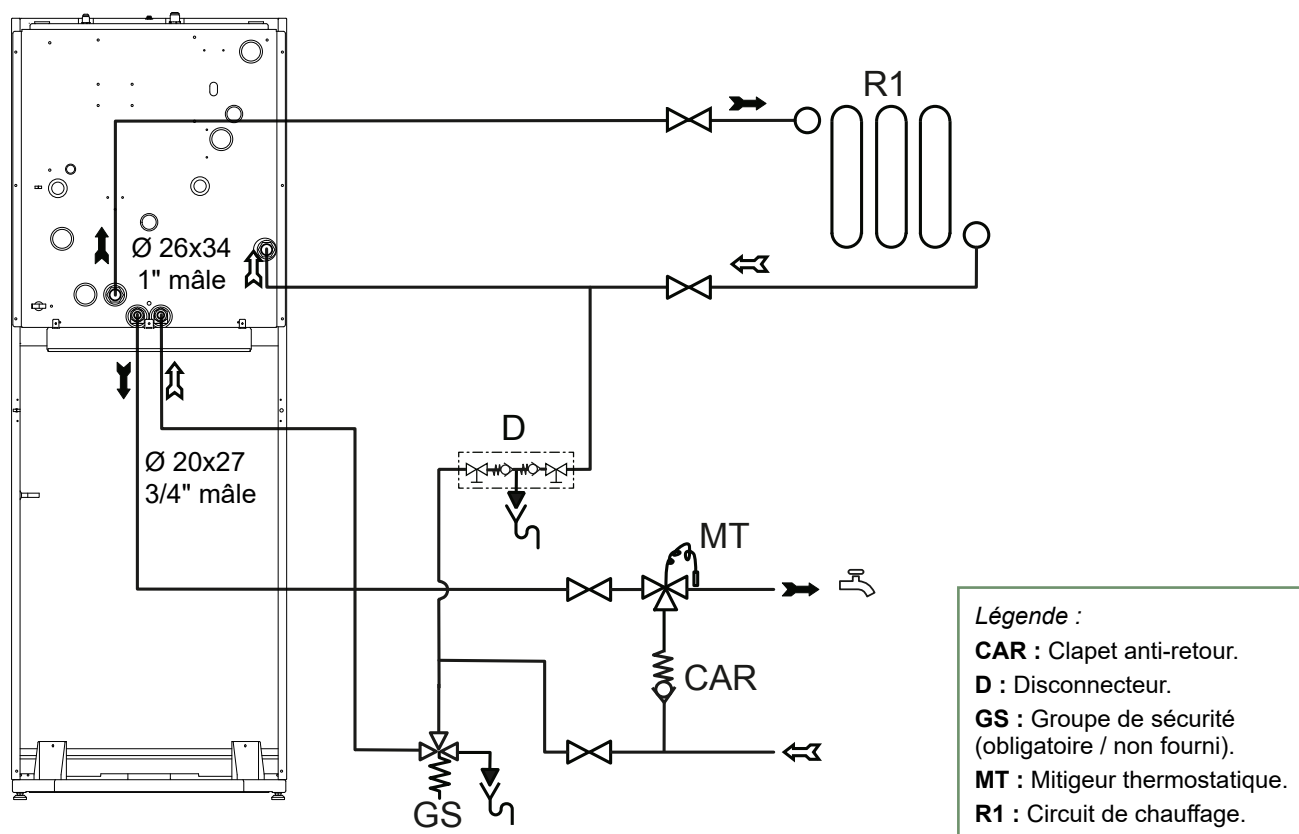 R1
Ø 26x34
1" mâle
D
Ø 20x27
3/4" mâle
MT
CAR
GS
Légende :
CAR : Clapet anti-retour.
D : Disconnecteur.
GS : Groupe de sécurité
(obligatoire / non fourni).
MT : Mitigeur thermostatique.
R1 : Circuit de chauffage.